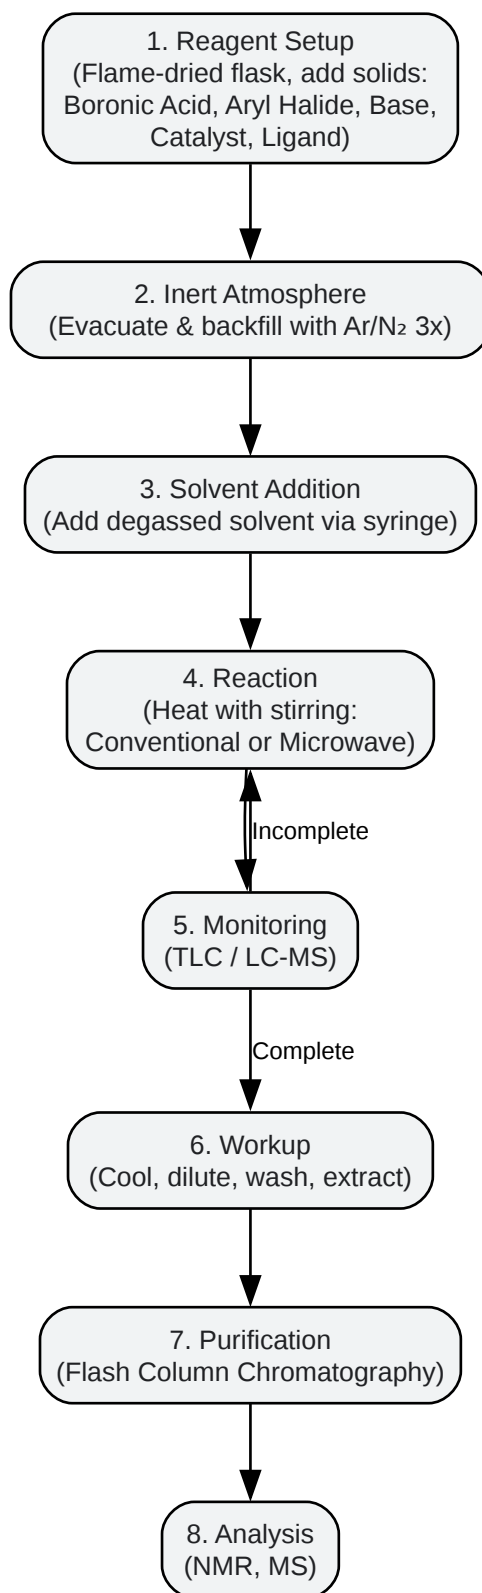 1. Reagent Setup
(Flame-dried flask, add solids:
Boronic Acid, Aryl Halide, Base,
Catalyst, Ligand)
2. Inert Atmosphere
(Evacuate & backfill with Ar/N₂ 3x)
3. Solvent Addition
(Add degassed solvent via syringe)
4. Reaction
(Heat with stirring:
Conventional or Microwave)
Incomplete
5. Monitoring
(TLC / LC-MS)
Complete
6. Workup
(Cool, dilute, wash, extract)
7. Purification
(Flash Column Chromatography)
8. Analysis
(NMR, MS)